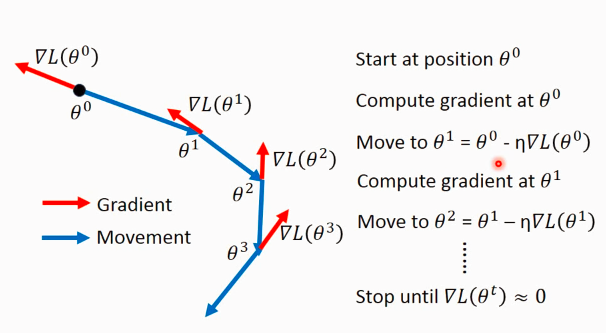 ∇L(θ⁰)
θ⁰
∇L(θ¹)
θ¹
∇L(θ²)
θ²
∇L(θ³)
θ³
Gradient
Movement
Start at position θ⁰
Compute gradient at θ⁰
Move to θ¹ = θ⁰ - η∇L(θ⁰)
Compute gradient at θ¹
Move to θ² = θ¹ – η∇L(θ¹)
⋮
Stop until ∇L(θᵗ) ≈ 0